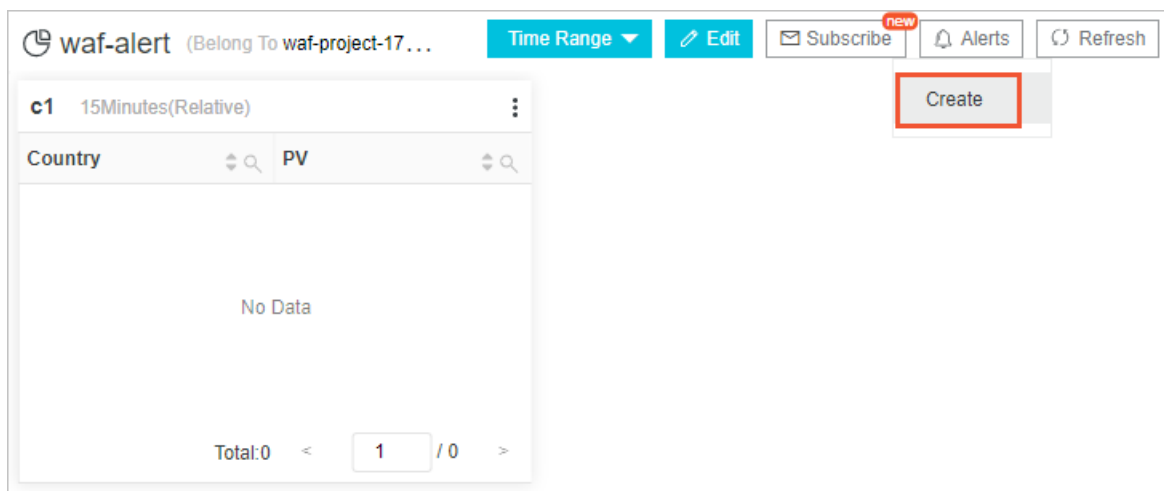 waf-alert (Belong To waf-project-17... Time Range Edit Subscribe new Alerts Refresh
Create
c1 15Minutes(Relative)
Country PV
No Data
Total:0 < 1 / 0 >